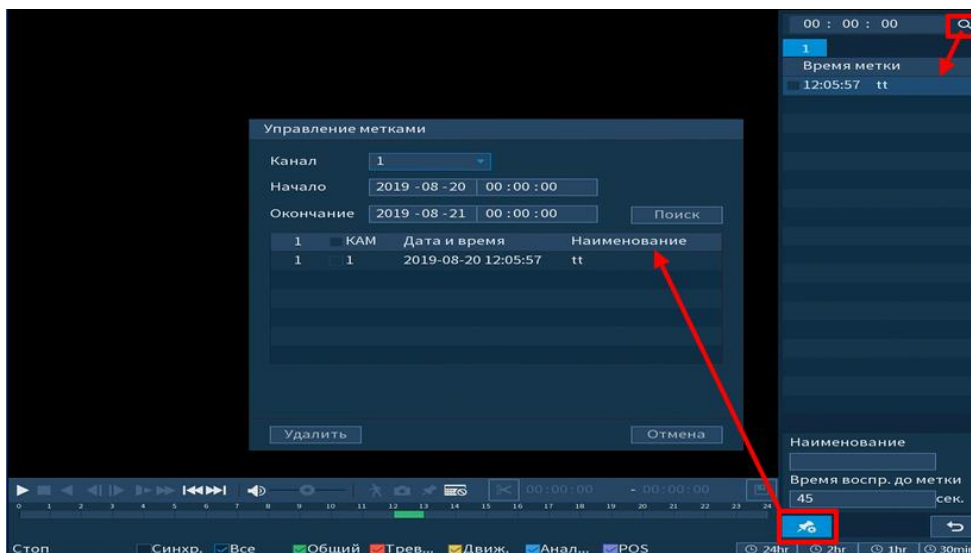 00 : 00 : 00
1
Время метки
12:05:57 tt
Управление метками
Канал 1
Начало 2019 -08 -20 00 :00 :00
Окончание 2019 -08 -21 00 :00 :00 Поиск
1 КАМ Дата и время Наименование
1 1 2019-08-20 12:05:57 tt
Удалить Отмена
Наименование
Время воспр. до метки
45 сек.
00:00:00 - 00:00:00
0 1 2 3 4 5 6 7 8 9 10 11 12 13 14 15 16 17 18 19 20 21 22 23 24
Стоп Синхр. Все Общий Трев... Движ. Анал... POS 24hr 2hr 1hr 30min